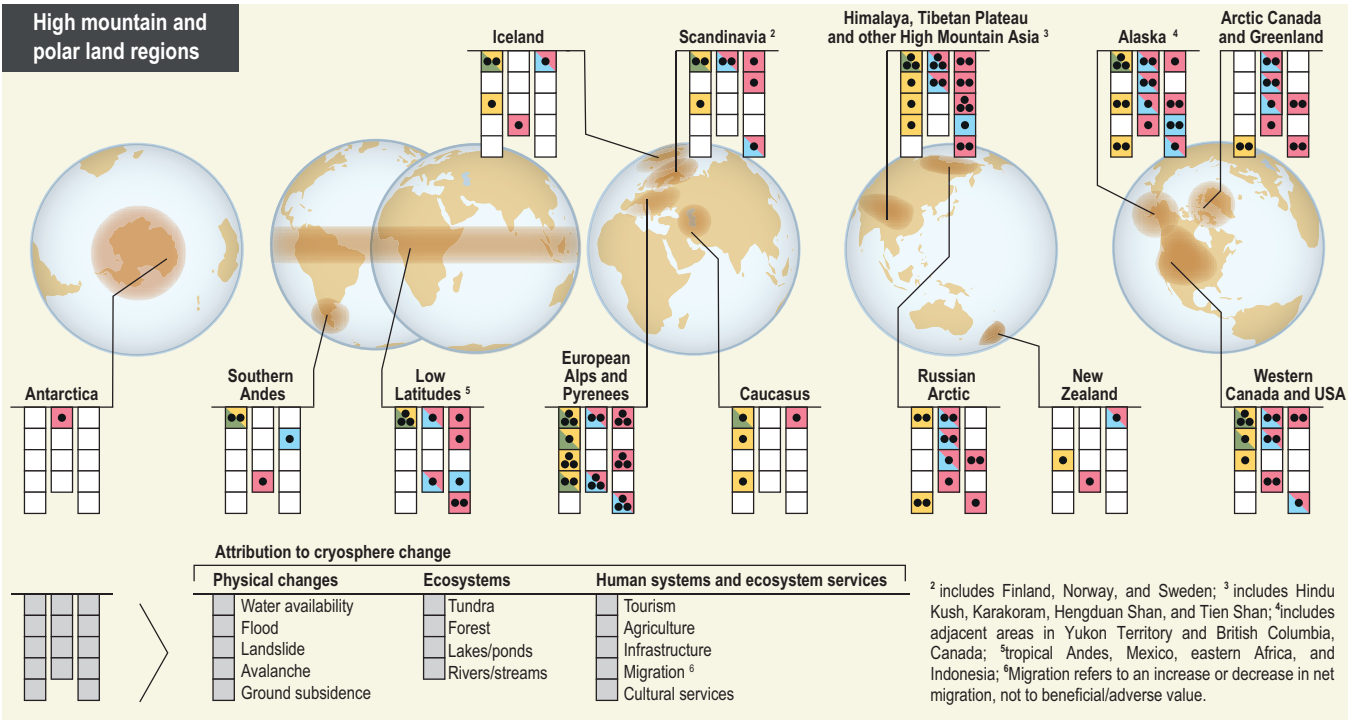 High mountain and
polar land regions
Iceland
Scandinavia ²
Himalaya, Tibetan Plateau
and other High Mountain Asia ³
Alaska ⁴
Arctic Canada
and Greenland
Antarctica
Southern
Andes
Low
Latitudes ⁵
European
Alps and
Pyrenees
Caucasus
Russian
Arctic
New
Zealand
Western
Canada and USA
Attribution to cryosphere change
Physical changes
Water availability
Flood
Landslide
Avalanche
Ground subsidence
Ecosystems
Tundra
Forest
Lakes/ponds
Rivers/streams
Human systems and ecosystem services
Tourism
Agriculture
Infrastructure
Migration ⁶
Cultural services
² includes Finland, Norway, and Sweden; ³ includes Hindu
Kush, Karakoram, Hengduan Shan, and Tien Shan; ⁴includes
adjacent areas in Yukon Territory and British Columbia,
Canada; ⁵tropical Andes, Mexico, eastern Africa, and
Indonesia; ⁶Migration refers to an increase or decrease in net
migration, not to beneficial/adverse value.